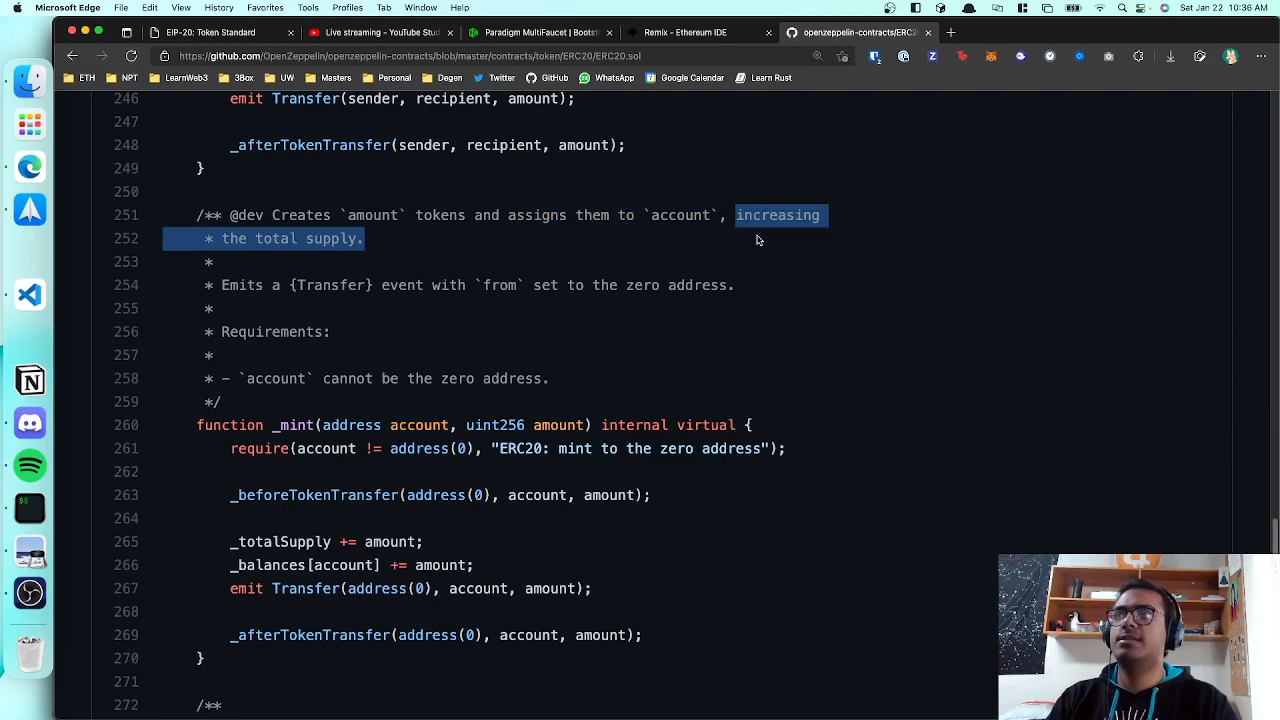 Microsoft Edge File Edit View History Favorites Tools Profiles Tab Window Help Sat Jan 22 10:36 AM
EIP-20: Token Standard Live streaming - YouTube Stu Paradigm MultiFaucet | Bootst Remix - Ethereum IDE openzeppelin-contracts/ERC2
https://github.com/OpenZeppelin/openzeppelin-contracts/blob/master/contracts/token/ERC20/ERC20.sol
ETH NPT LearnWeb3 3Box UW Masters Personal Degen Twitter GitHub WhatsApp Google Calendar Learn Rust
246 emit Transfer(sender, recipient, amount);
247
248 _afterTokenTransfer(sender, recipient, amount);
249 }
250
251 /** @dev Creates `amount` tokens and assigns them to `account`, increasing
252 * the total supply.
253 *
254 * Emits a {Transfer} event with `from` set to the zero address.
255 *
256 * Requirements:
257 *
258 * - `account` cannot be the zero address.
259 */
260 function _mint(address account, uint256 amount) internal virtual {
261 require(account != address(0), "ERC20: mint to the zero address");
262
263 _beforeTokenTransfer(address(0), account, amount);
264
265 _totalSupply += amount;
266 _balances[account] += amount;
267 emit Transfer(address(0), account, amount);
268
269 _afterTokenTransfer(address(0), account, amount);
270 }
271
272 /**